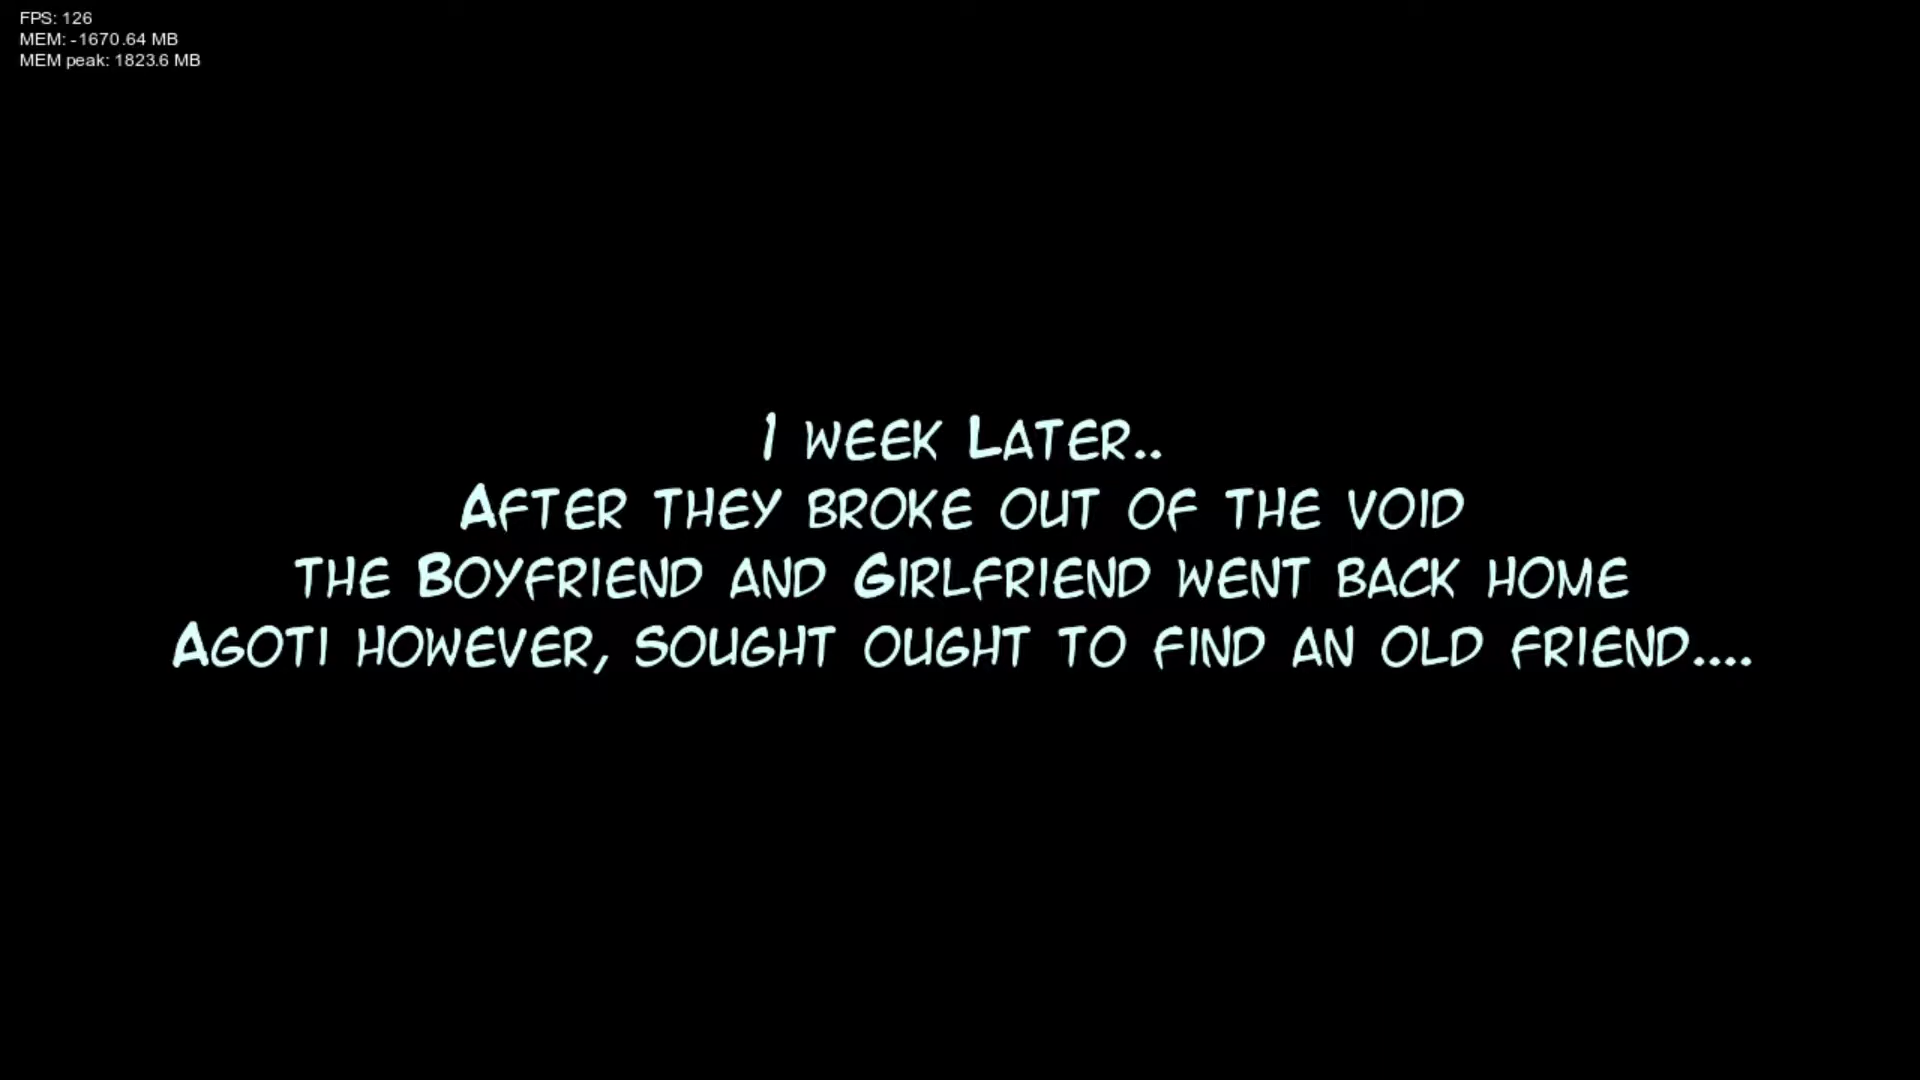 FPS: 126
MEM: -1670.64 MB
MEM peak: 1823.6 MB
1 week Later..
After they broke out of the void
the Boyfriend and Girlfriend went back home
Agoti however, sought ought to find an old friend....